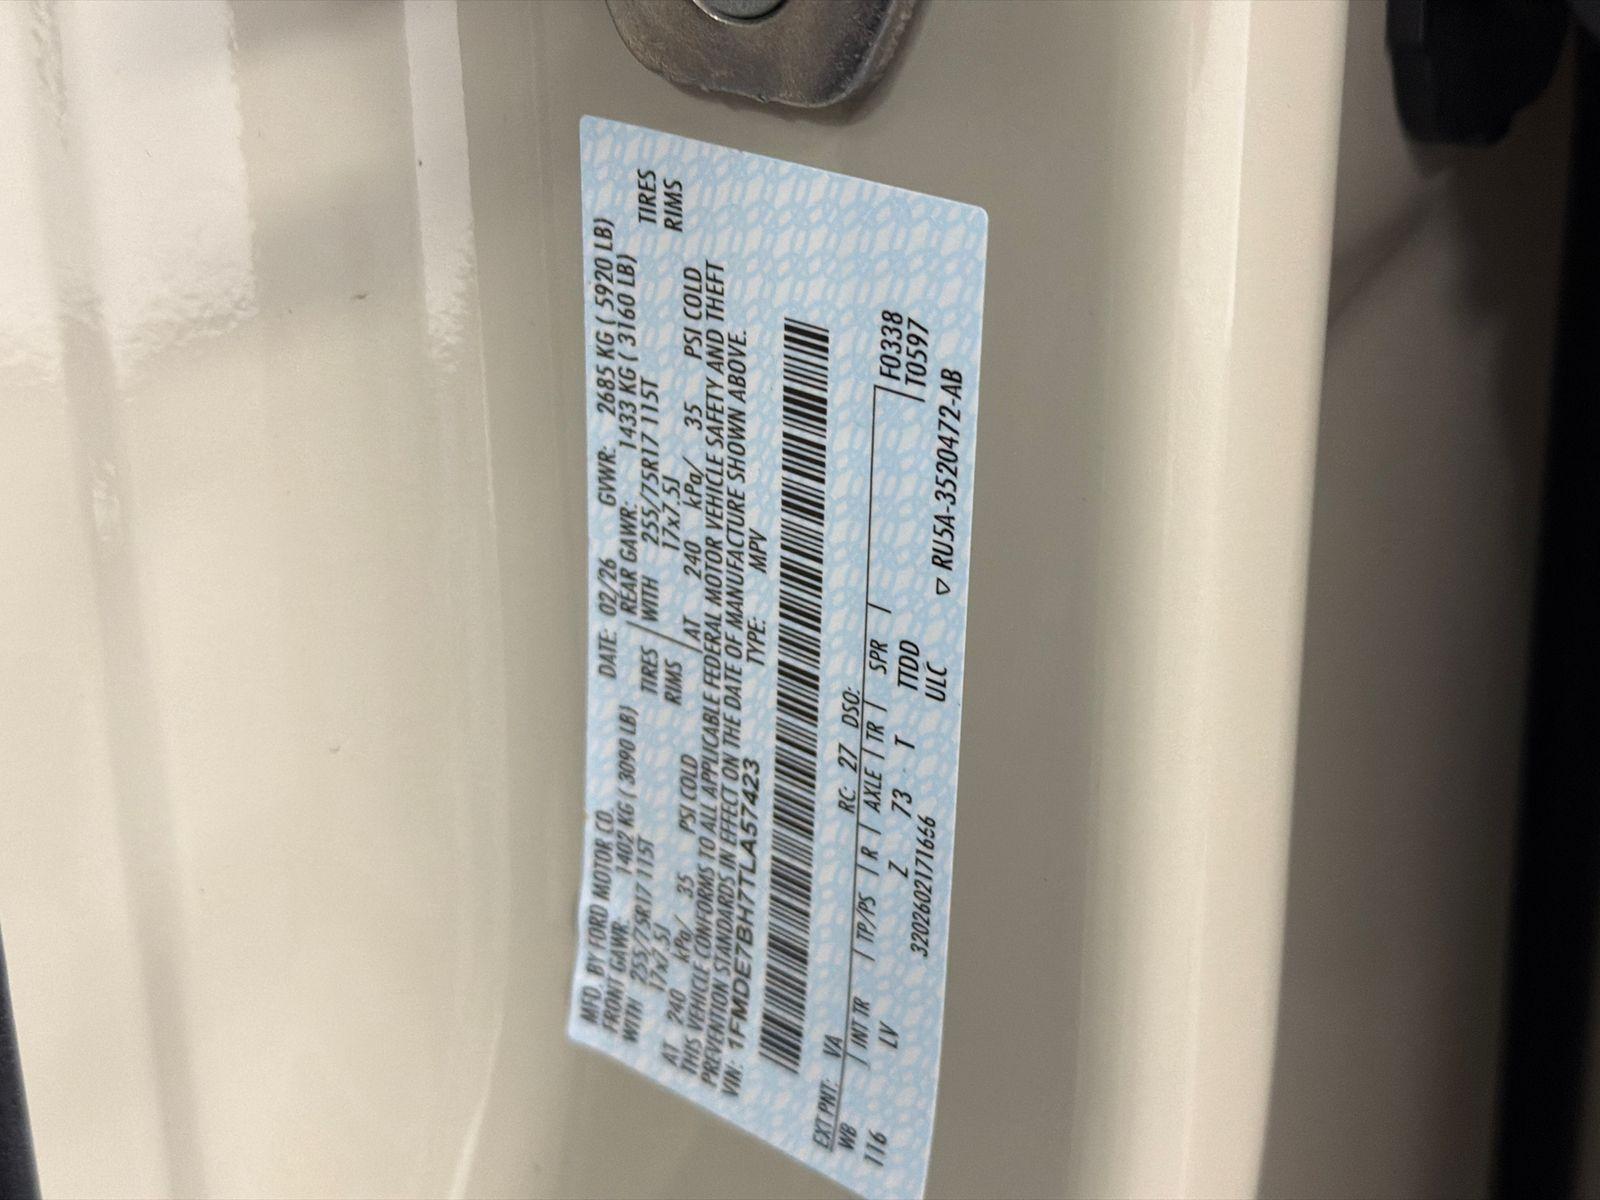 MFD. BY FORD MOTOR CO.
DATE: 02/26 GVWR: 2685 KG ( 5920 LB)
FRONT GAWR: 1402 KG ( 3090 LB) REAR GAWR: 1433 KG ( 3160 LB)
WITH 255/75R17 115T TIRES WITH 255/75R17 115T TIRES
17x7.5J RIMS 17x7.5J RIMS
AT 240 kPa/ 35 PSI COLD AT 240 kPa/ 35 PSI COLD
THIS VEHICLE CONFORMS TO ALL APPLICABLE FEDERAL MOTOR VEHICLE SAFETY AND THEFT
PREVENTION STANDARDS IN EFFECT ON THE DATE OF MANUFACTURE SHOWN ABOVE.
VIN: 1FMDE7BH7TLA57423 TYPE: MPV
EXT PNT: VA RC: 27 DSO:
F0338
WB | INT TR | TP/PS | R | AXLE | TR | SPR | T0597
116 LV Z 73 T TTDD
ULC
3202602171666 ▽ RU5A-3520472-AB